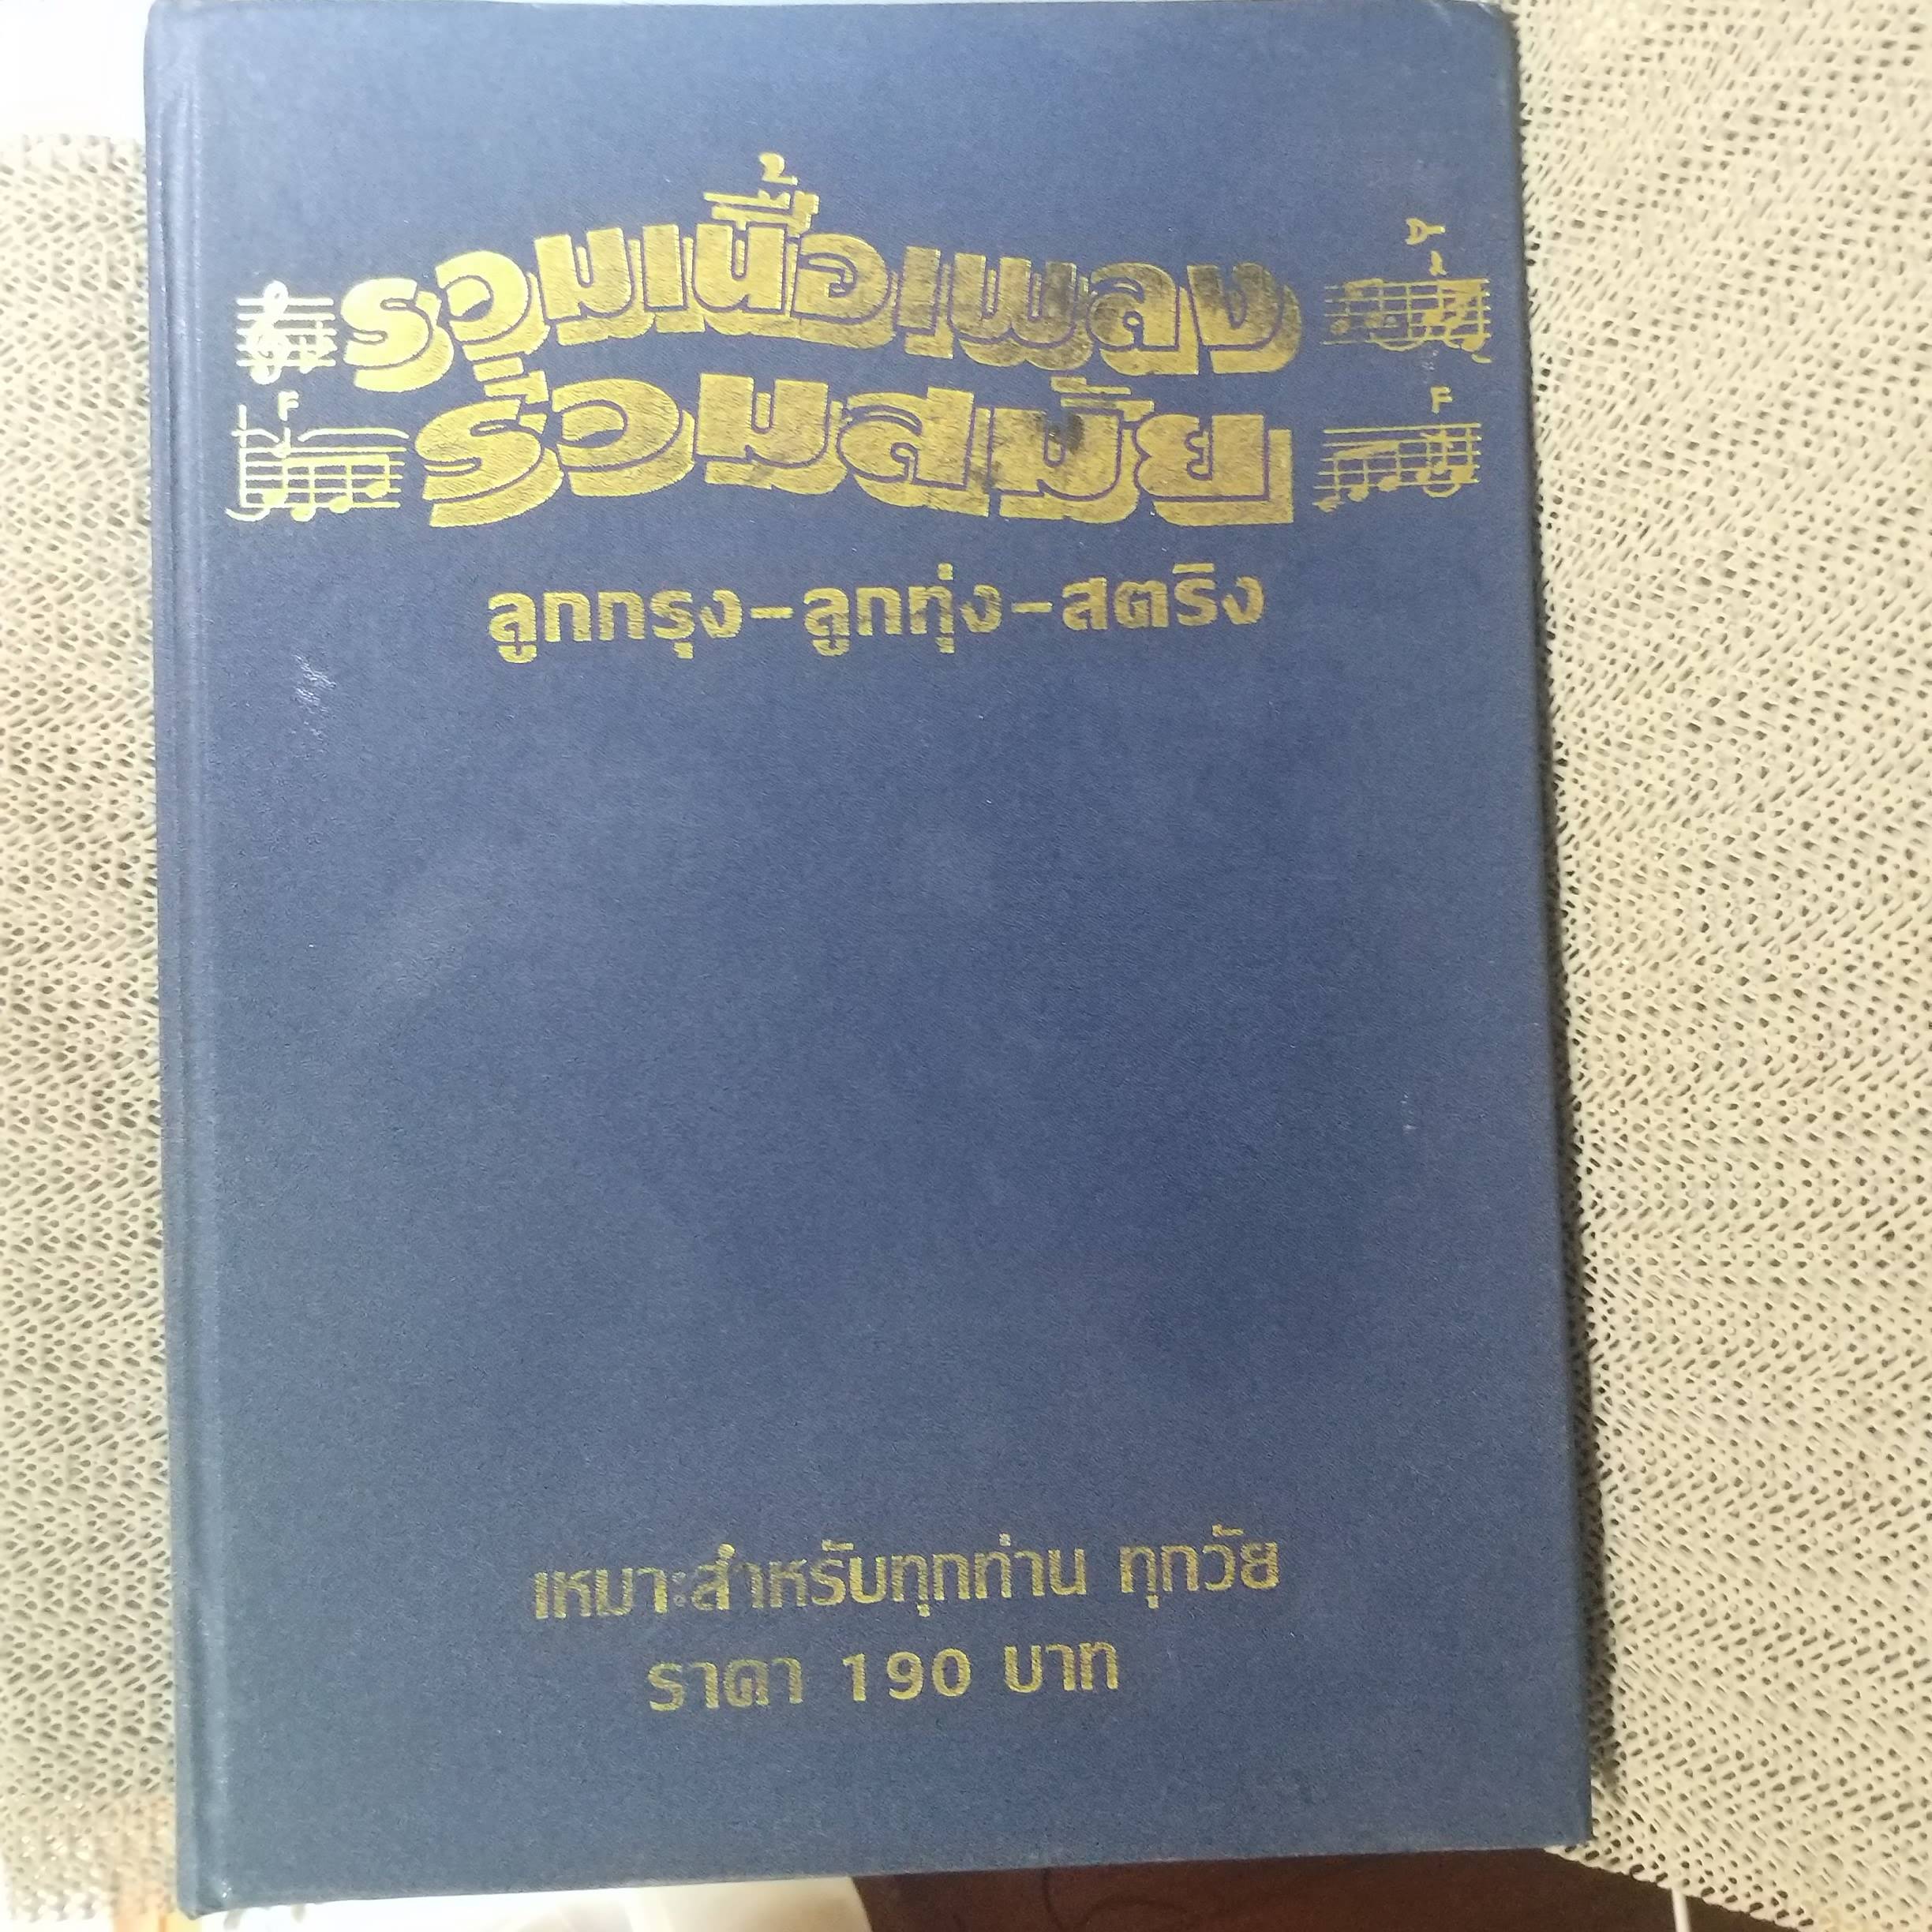 รวมเนื้อเพลง
ร่วมสมัย
ลูกกรุง-ลูกทุ่ง-สตริง
เหมาะสำหรับทุกท่าน ทุกวัย
ราคา 190 บาท